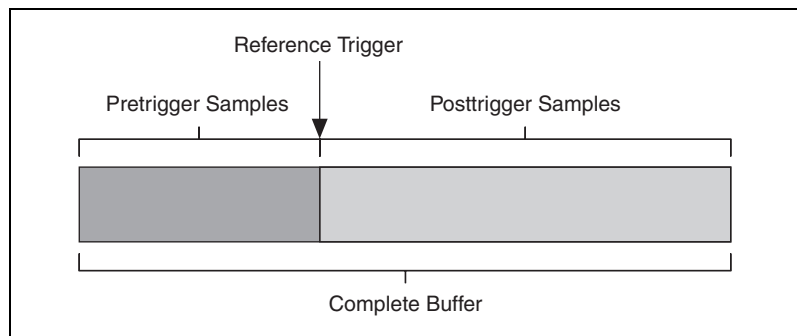 Reference Trigger
Pretrigger Samples
Posttrigger Samples
Complete Buffer